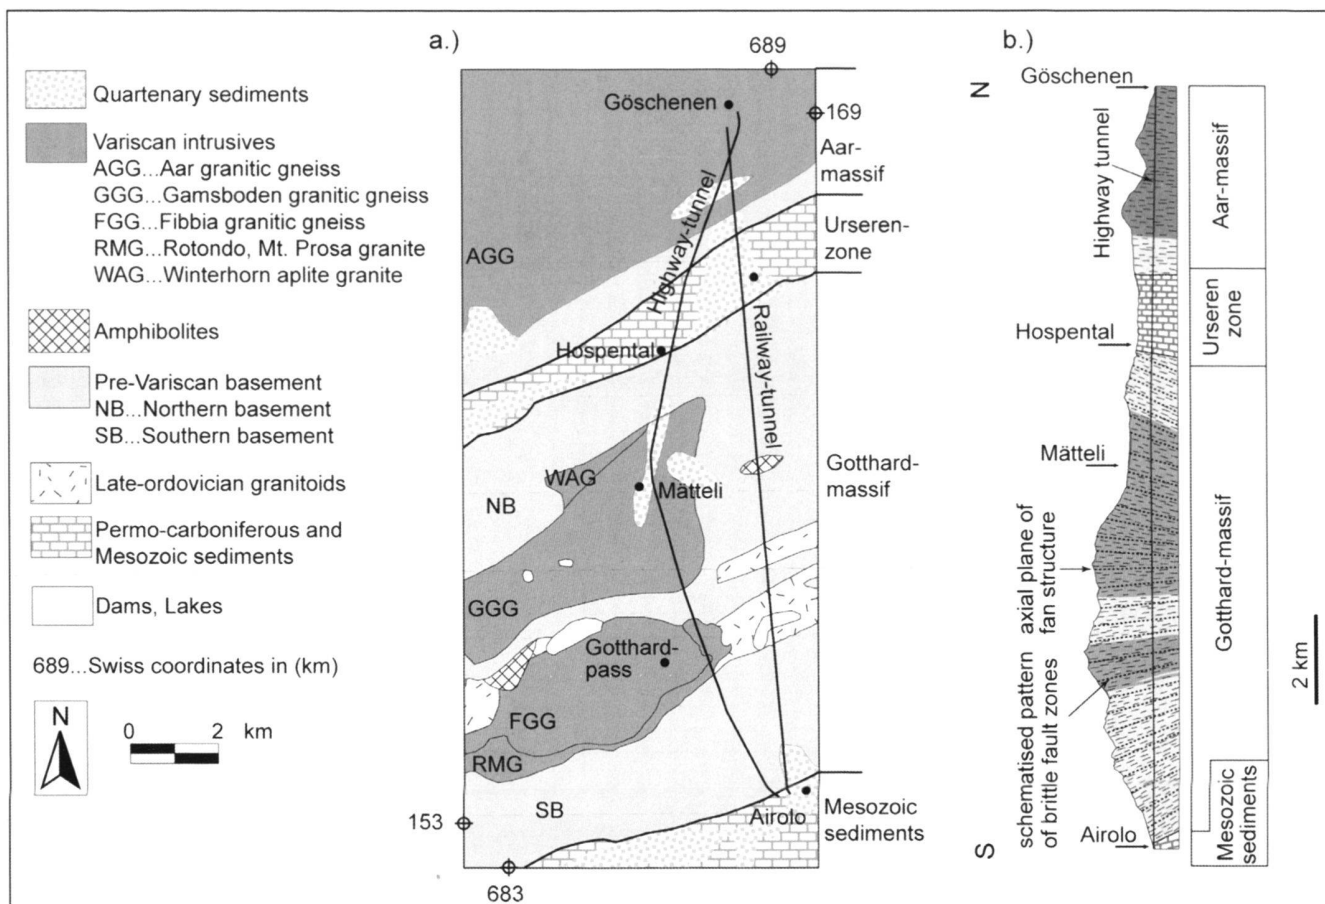 Quartenary sediments
Variscan intrusives
AGG...Aar granitic gneiss
GGG...Gamsboden granitic gneiss
FGG...Fibbia granitic gneiss
RMG...Rotondo, Mt. Prosa granite
WAG...Winterhorn aplite granite
Amphibolites
Pre-Variscan basement
NB...Northern basement
SB...Southern basement
Late-ordovician granitoids
Permo-carboniferous and
Mesozoic sediments
Dams, Lakes
689...Swiss coordinates in (km)
N
0 2 km
a.)
689
Göschenen
169
Aar-
massif
Urseren-
zone
AGG
Highway-tunnel
Hospental
Railway-tunnel
WAG
Mätteli
Gotthard-
massif
NB
GGG
Gotthard-
pass
FGG
RMG
SB
Airolo
Mesozoic
sediments
153
683
b.)
N
Göschenen
Highway tunnel
Aar-massif
Hospental
Urseren
zone
Mätteli
axial plane of
fan structure
Gotthard-massif
schematised patten
of brittle fault zones
2 km
Airolo
S
Mesozoic
sediments